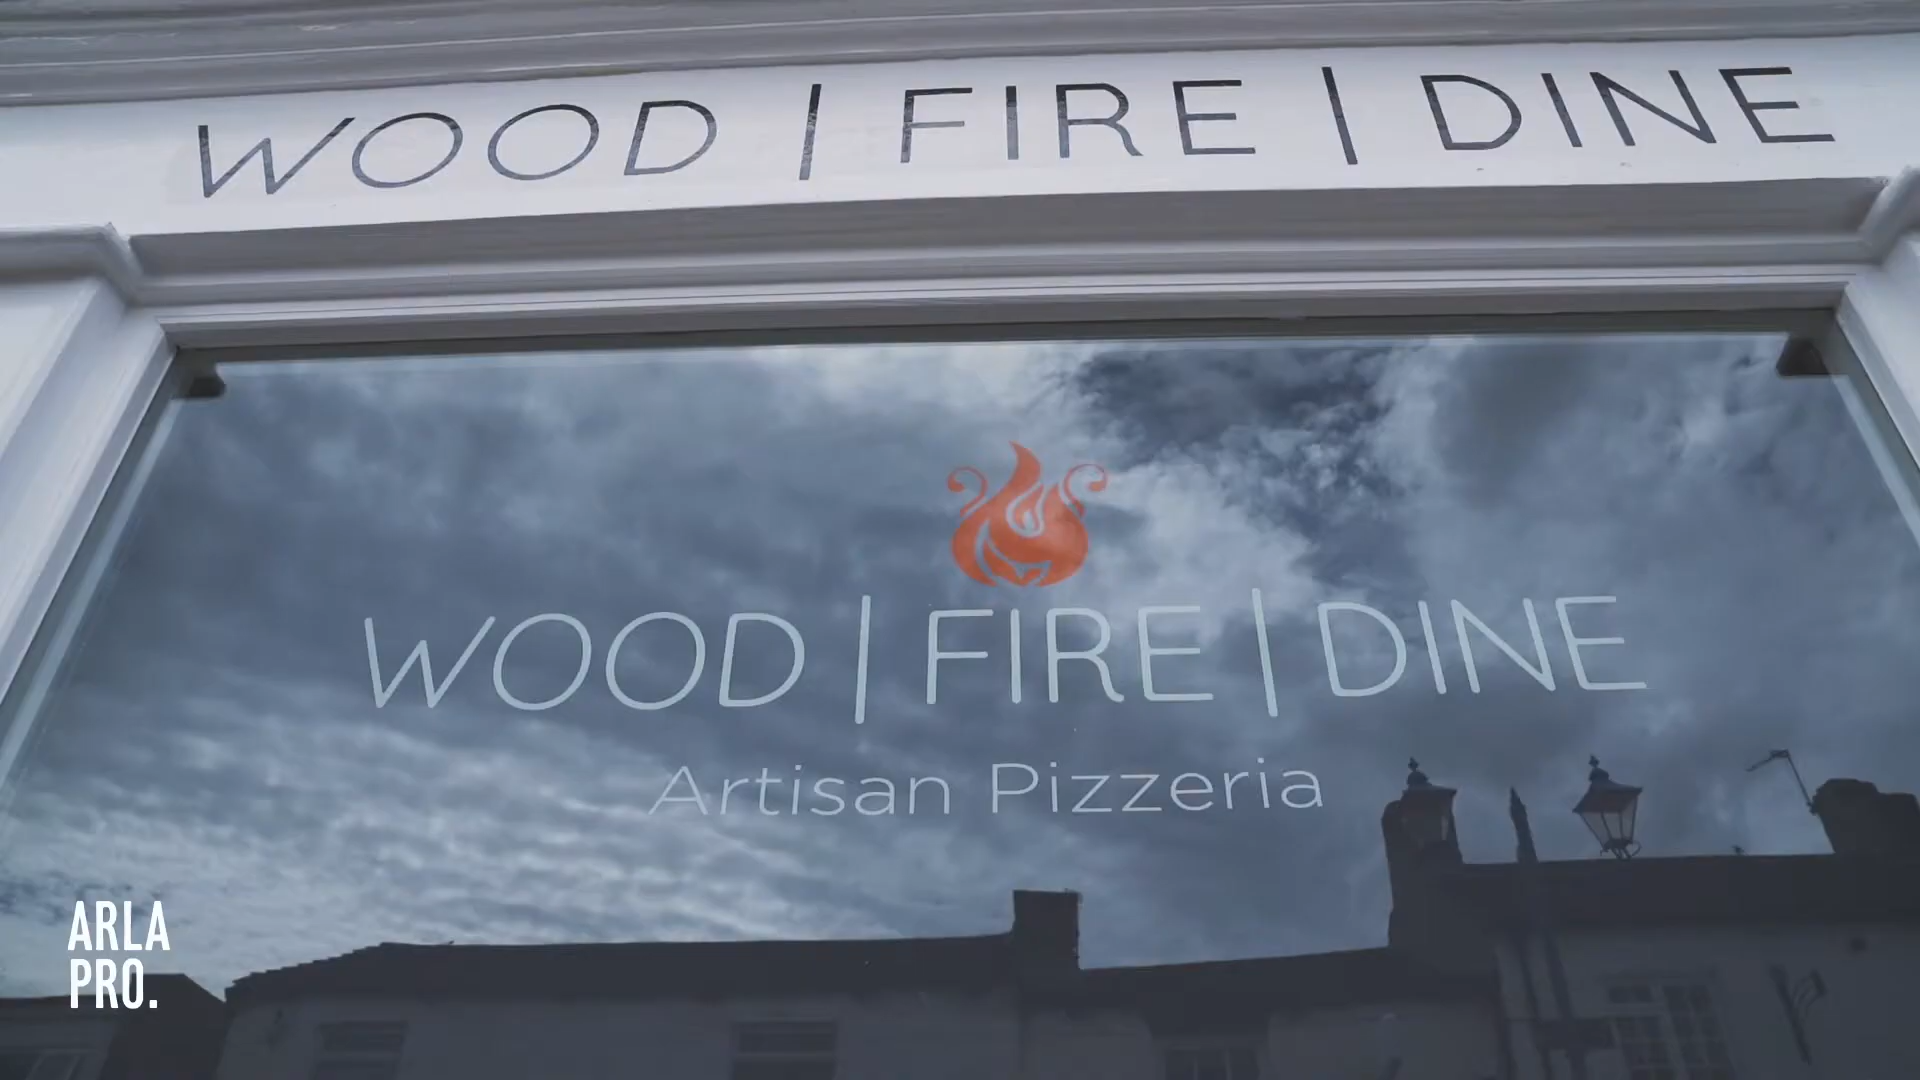 WOOD | FIRE | DINE
WOOD | FIRE | DINE
Artisan Pizzeria
ARLA
PRO.